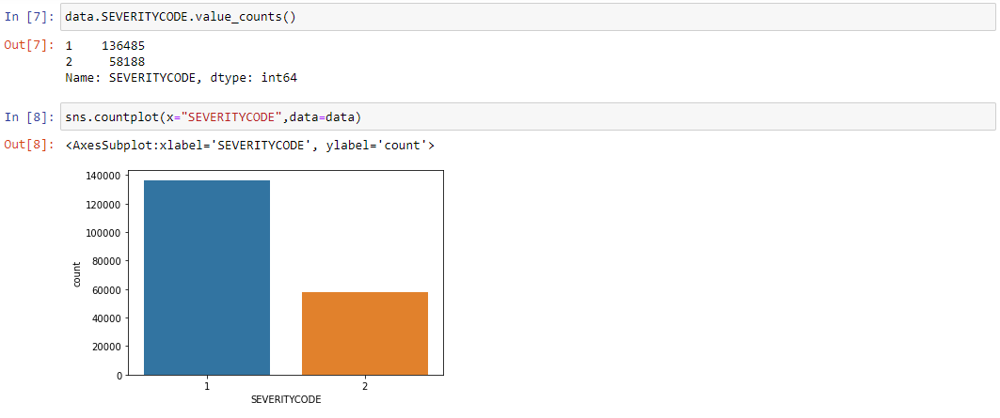 In [7]: data.SEVERITYCODE.value_counts()
Out[7]: 1    136485
2     58188
Name: SEVERITYCODE, dtype: int64
In [8]: sns.countplot(x="SEVERITYCODE",data=data)
Out[8]: <AxesSubplot:xlabel='SEVERITYCODE', ylabel='count'>
140000
120000
100000
80000
60000
40000
20000
0
count
1 2
SEVERITYCODE